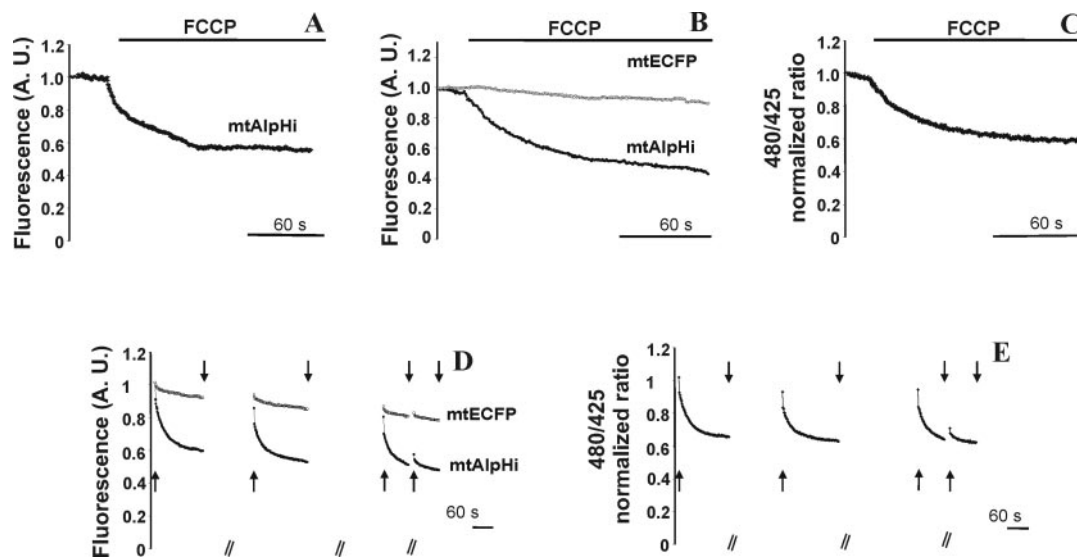 FCCP
A
1.2
1.0
0.8
0.6
0.4
0.2
0
Fluorescence (A. U.)
mtAlpHi
60 s
FCCP
B
1.2
1.0
0.8
0.6
0.4
0.2
0
Fluorescence (A. U.)
mtECFP
mtAlpHi
60 s
FCCP
C
1.2
1.0
0.8
0.6
0.4
0.2
0
480/425
normalized ratio
60 s
D
1.2
1
0.8
0.6
0.4
0.2
0
Fluorescence (A. U.)
mtECFP
mtAlpHi
60 s
//
//
//
E
1.2
1
0.8
0.6
0.4
0.2
0
480/425
normalized ratio
60 s
//
//
//